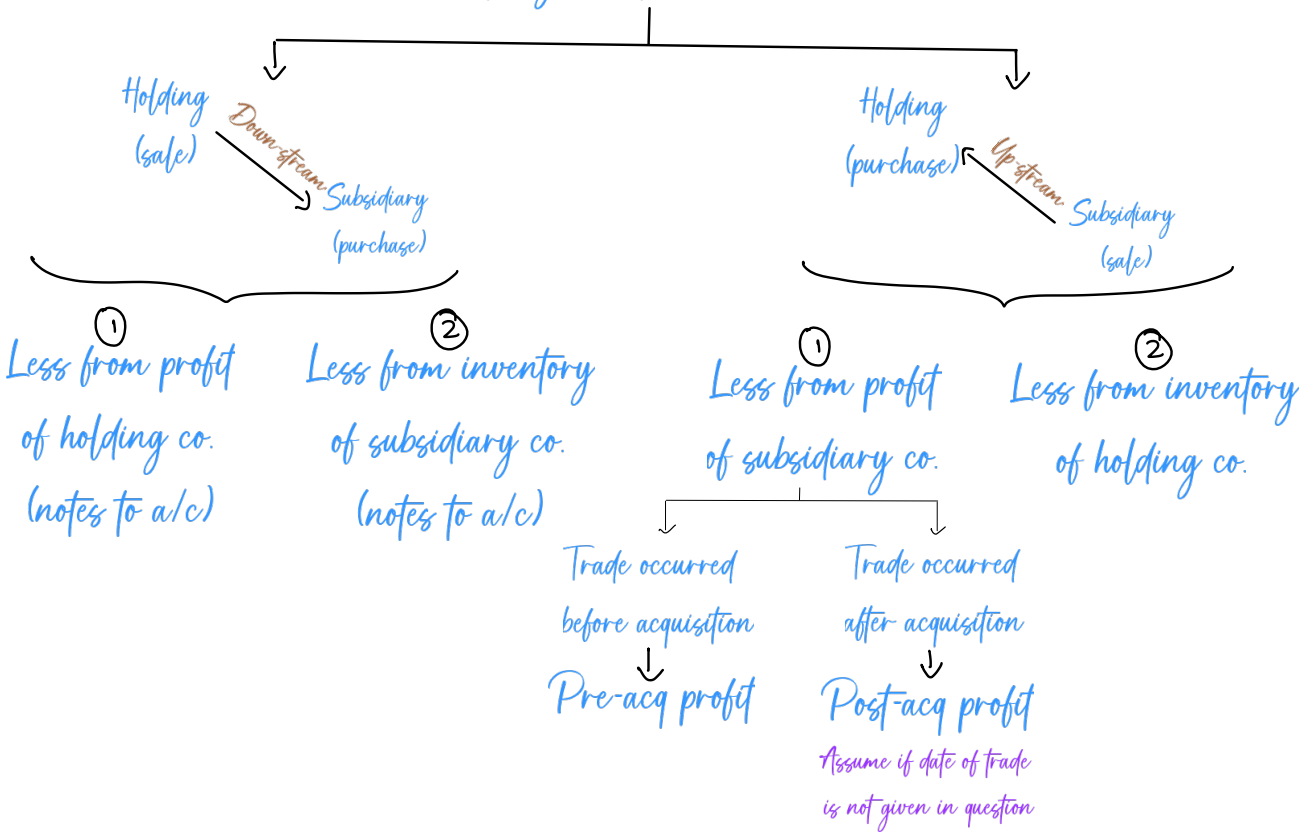 Holding
(sale)
Down-stream
Subsidiary
(purchase)
①
Less from profit
of holding co.
(notes to a/c)
②
Less from inventory
of subsidiary co.
(notes to a/c)
Holding
(purchase)
Up-stream
Subsidiary
(sale)
①
Less from profit
of subsidiary co.
②
Less from inventory
of holding co.
Trade occurred
before acquisition
Pre-acq profit
Trade occurred
after acquisition
Post-acq profit
Assume if date of trade
is not given in question